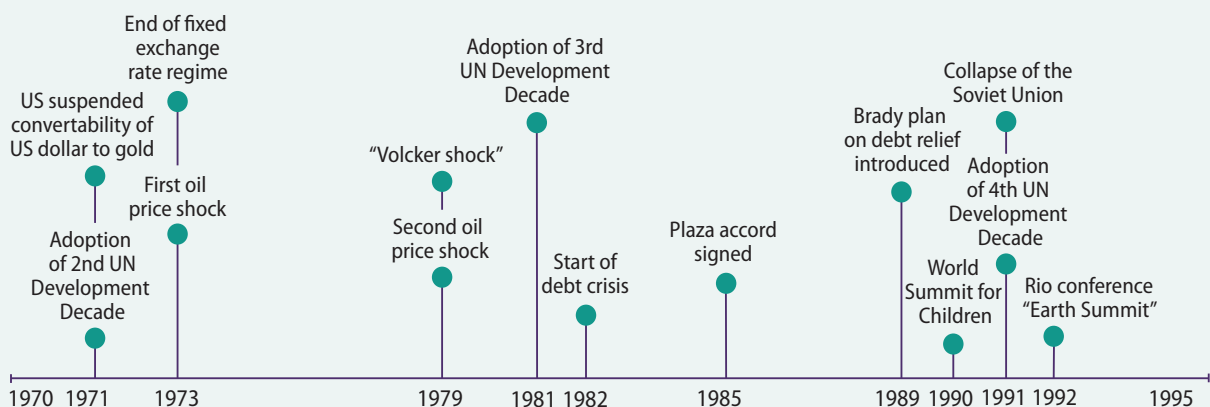 End of fixed
exchange
rate regime
US suspended
convertability of
US dollar to gold
First oil
price shock
Adoption
of 2nd UN
Development
Decade
"Volcker shock"
Second oil
price shock
Adoption of 3rd
UN Development
Decade
Start of
debt crisis
Plaza accord
signed
Brady plan
on debt relief
introduced
World
Summit for
Children
Collapse of the
Soviet Union
Adoption
of 4th UN
Development
Decade
Rio conference
"Earth Summit"
1970 1971 1973 1979 1981 1982 1985 1989 1990 1991 1992 1995